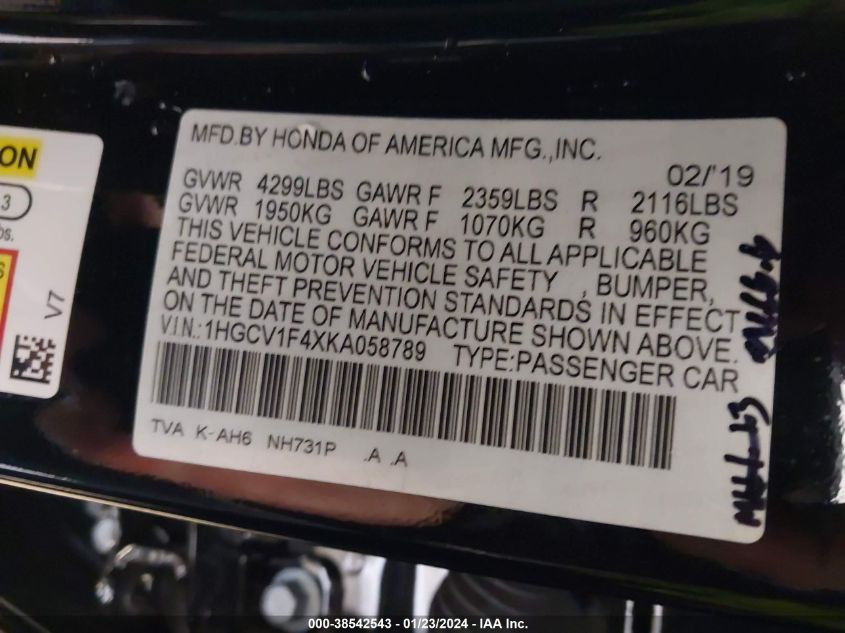 MFD.BY HONDA OF AMERICA MFG.,INC.
02/'19
GVWR 4299LBS GAWR F 2359LBS R 2116LBS
GVWR 1950KG GAWR F 1070KG R 960KG
THIS VEHICLE CONFORMS TO ALL APPLICABLE
FEDERAL MOTOR VEHICLE SAFETY , BUMPER,
AND THEFT PREVENTION STANDARDS IN EFFECT
ON THE DATE OF MANUFACTURE SHOWN ABOVE.
VIN.:1HGCV1F4XKA058789 TYPE:PASSENGER CAR
TVA K-AH6 NH731P .A .A
V7
000-38542543 - 01/23/2024 - IAA Inc.